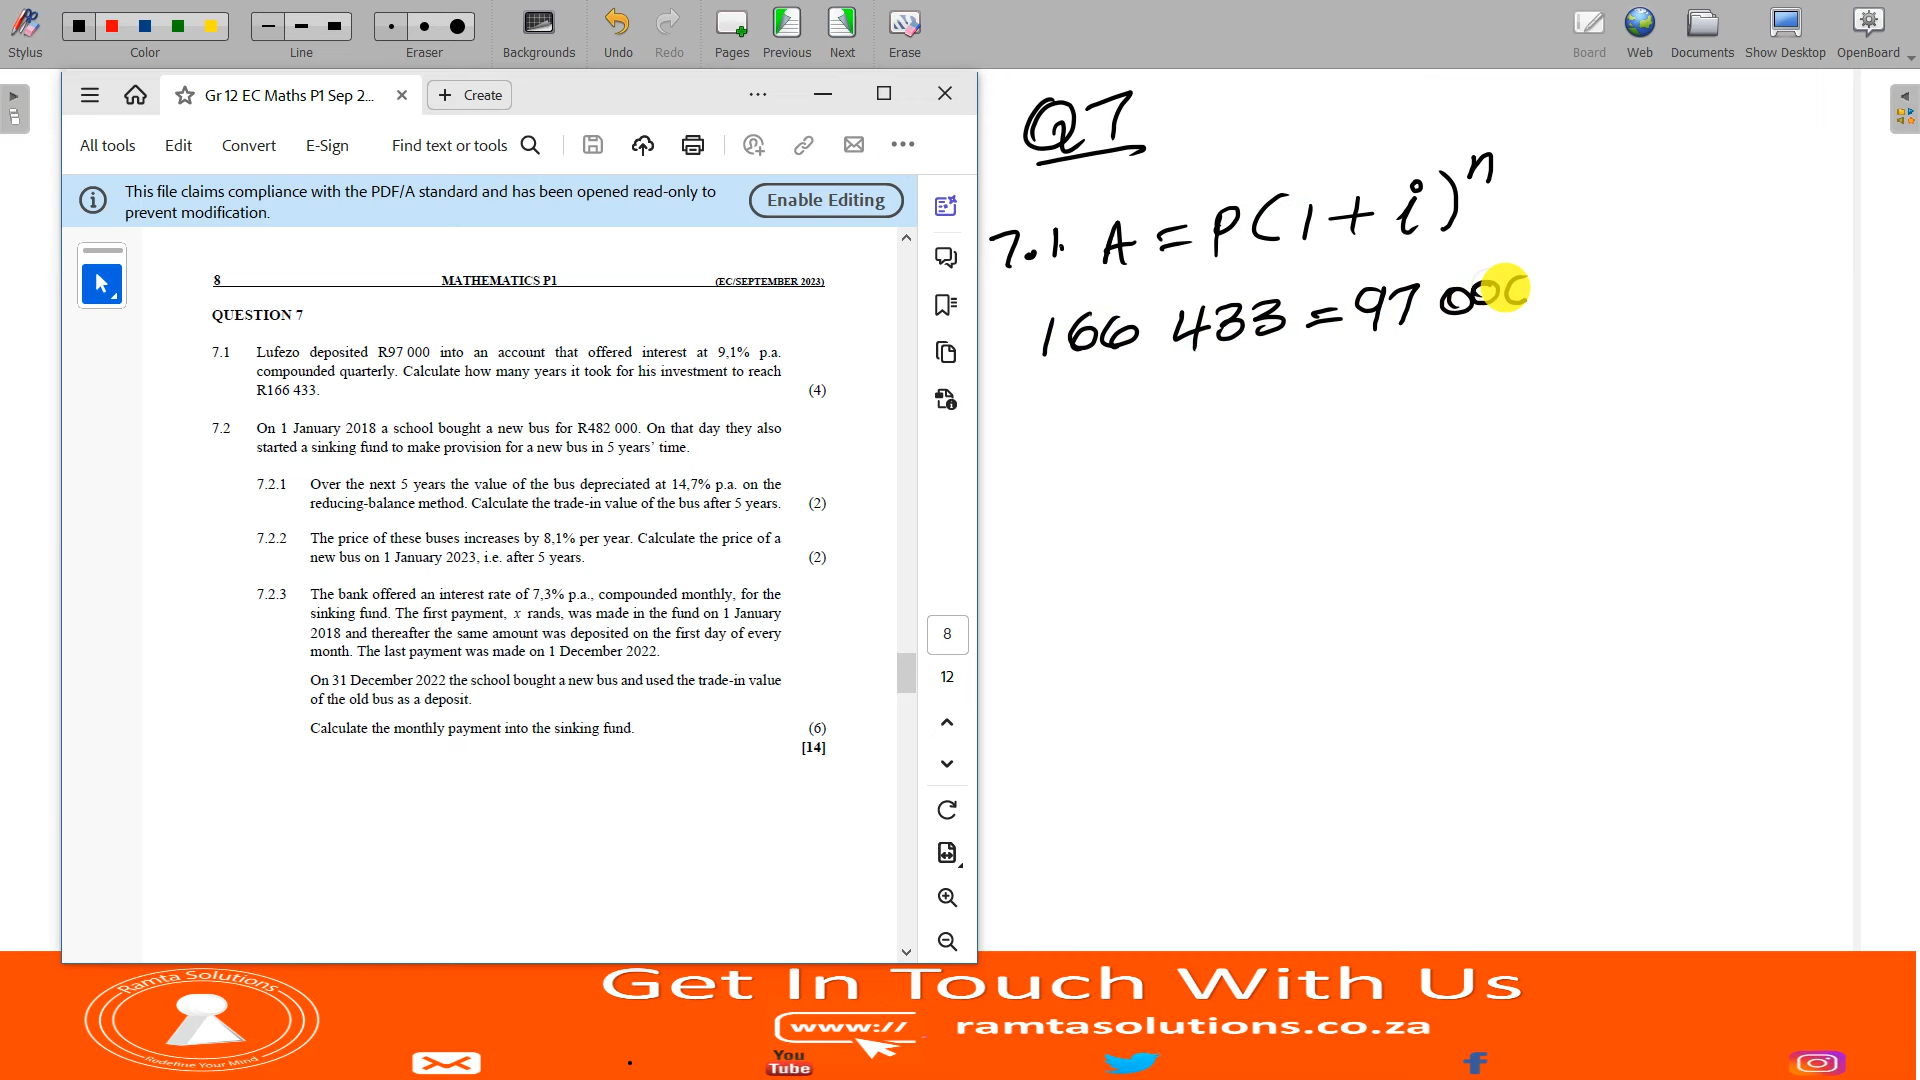 Stylus Color Line Eraser Backgrounds Undo Redo Pages Previous Next Erase Board Web Documents Show Desktop OpenBoard
Gr 12 EC Maths P1 Sep 2...
Create
All tools Edit Convert E-Sign Find text or tools
This file claims compliance with the PDF/A standard and has been opened read-only to
prevent modification.
Enable Editing
8 MATHEMATICS P1 (EC/SEPTEMBER 2023)
QUESTION 7
7.1 Lufezo deposited R97 000 into an account that offered interest at 9,1% p.a.
compounded quarterly. Calculate how many years it took for his investment to reach
R166 433. (4)
7.2 On 1 January 2018 a school bought a new bus for R482 000. On that day they also
started a sinking fund to make provision for a new bus in 5 years’ time.
7.2.1 Over the next 5 years the value of the bus depreciated at 14,7% p.a. on the
reducing-balance method. Calculate the trade-in value of the bus after 5 years. (2)
7.2.2 The price of these buses increases by 8,1% per year. Calculate the price of a
new bus on 1 January 2023, i.e. after 5 years. (2)
7.2.3 The bank offered an interest rate of 7,3% p.a., compounded monthly, for the
sinking fund. The first payment, x rands, was made in the fund on 1 January
2018 and thereafter the same amount was deposited on the first day of every
month. The last payment was made on 1 December 2022.
On 31 December 2022 the school bought a new bus and used the trade-in value
of the old bus as a deposit.
Calculate the monthly payment into the sinking fund. (6)
[14]
8
12
Q7
7.1. A = P(1 + i)^n
166 433 = 97 000
Ramta Solutions
Redefine Your Mind
Get In Touch With Us
www://
ramtasolutions.co.za
You
Tube